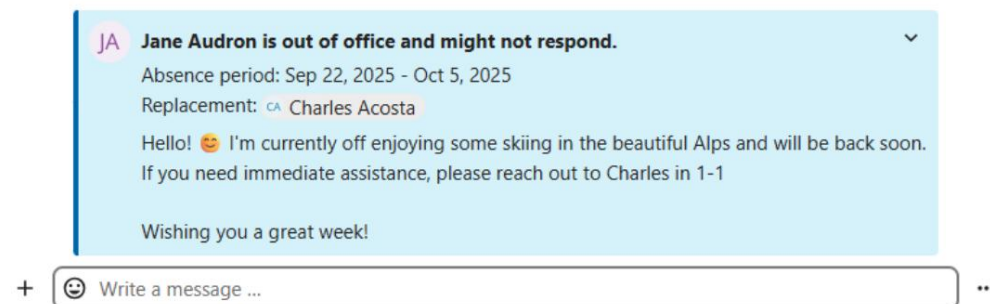 JA Jane Audron is out of office and might not respond.
Absence period: Sep 22, 2025 - Oct 5, 2025
Replacement: CA Charles Acosta
Hello! 😊 I'm currently off enjoying some skiing in the beautiful Alps and will be back soon.
If you need immediate assistance, please reach out to Charles in 1-1
Wishing you a great week!
Write a message ...